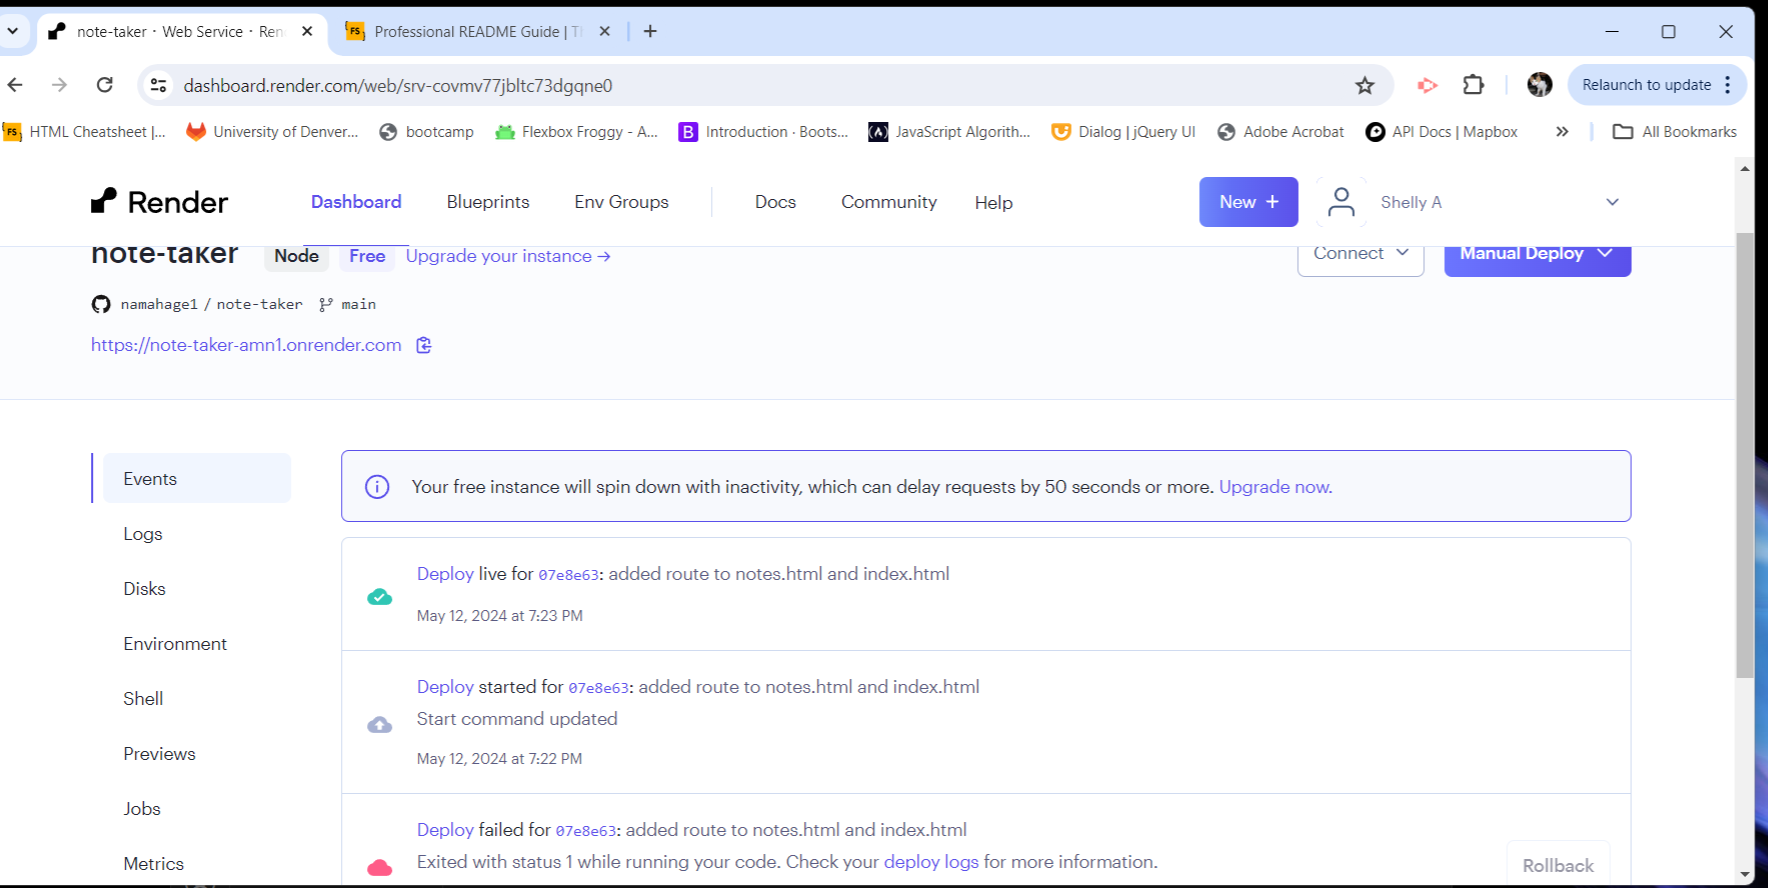 note-taker · Web Service · Ren
Professional README Guide | T
dashboard.render.com/web/srv-covmv77jbltc73dgqne0
Relaunch to update
HTML Cheatsheet |...
University of Denver...
bootcamp
Flexbox Froggy - A...
Introduction · Boots...
JavaScript Algorith...
Dialog | jQuery UI
Adobe Acrobat
API Docs | Mapbox
All Bookmarks
Render
Dashboard
Blueprints
Env Groups
Docs
Community
Help
New +
Shelly A
note-taker
Node
Free
Upgrade your instance →
Connect
Manual Deploy
namahage1 / note-taker
main
https://note-taker-amn1.onrender.com
Events
Logs
Disks
Environment
Shell
Previews
Jobs
Metrics
Your free instance will spin down with inactivity, which can delay requests by 50 seconds or more. Upgrade now.
Deploy live for 07e8e63: added route to notes.html and index.html
May 12, 2024 at 7:23 PM
Deploy started for 07e8e63: added route to notes.html and index.html
Start command updated
May 12, 2024 at 7:22 PM
Deploy failed for 07e8e63: added route to notes.html and index.html
Exited with status 1 while running your code. Check your deploy logs for more information.
Rollback